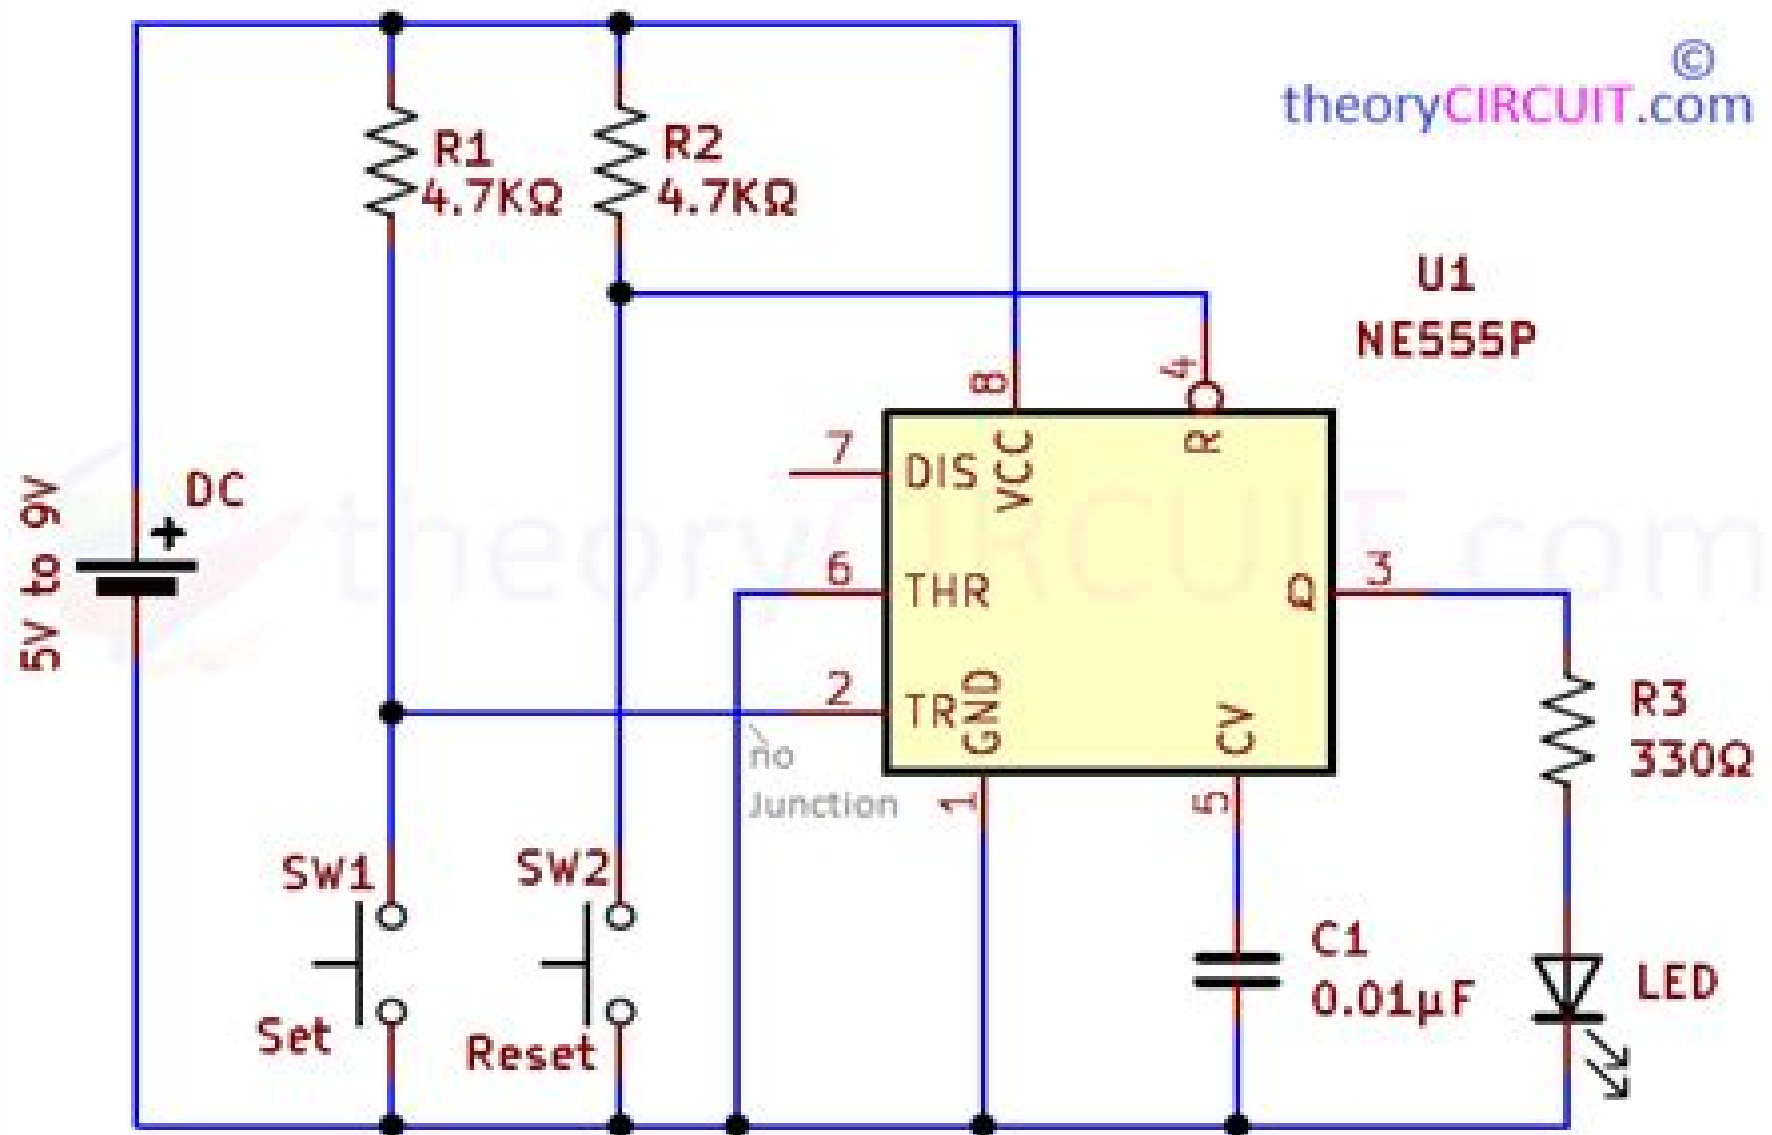 ©
theoryCIRCUIT.com
R1
4.7KΩ
R2
4.7KΩ
U1
NE555P
8
4
7
DIS
VCC
R
DC
+
5V to 9V
theoryCIRCUIT.com
6
THR
Q
3
2
TR
GND
CV
no
Junction
1
5
R3
330Ω
SW1
SW2
Set
Reset
C1
0.01µF
LED